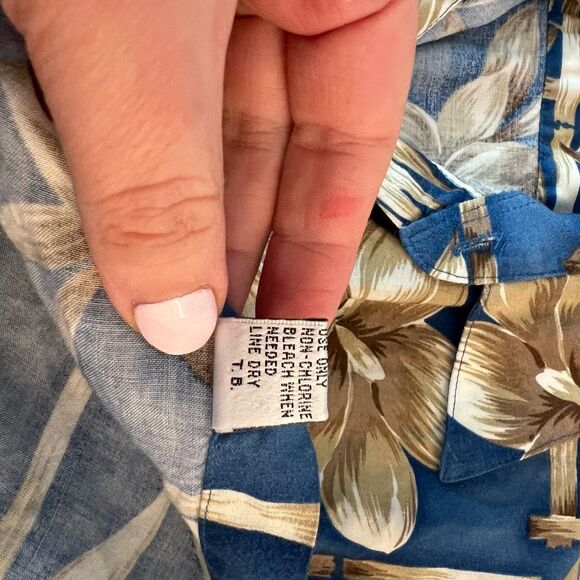 USE ONLY
NON-CHLORINE
BLEACH WHEN
NEEDED
LINE DRY
T.B.